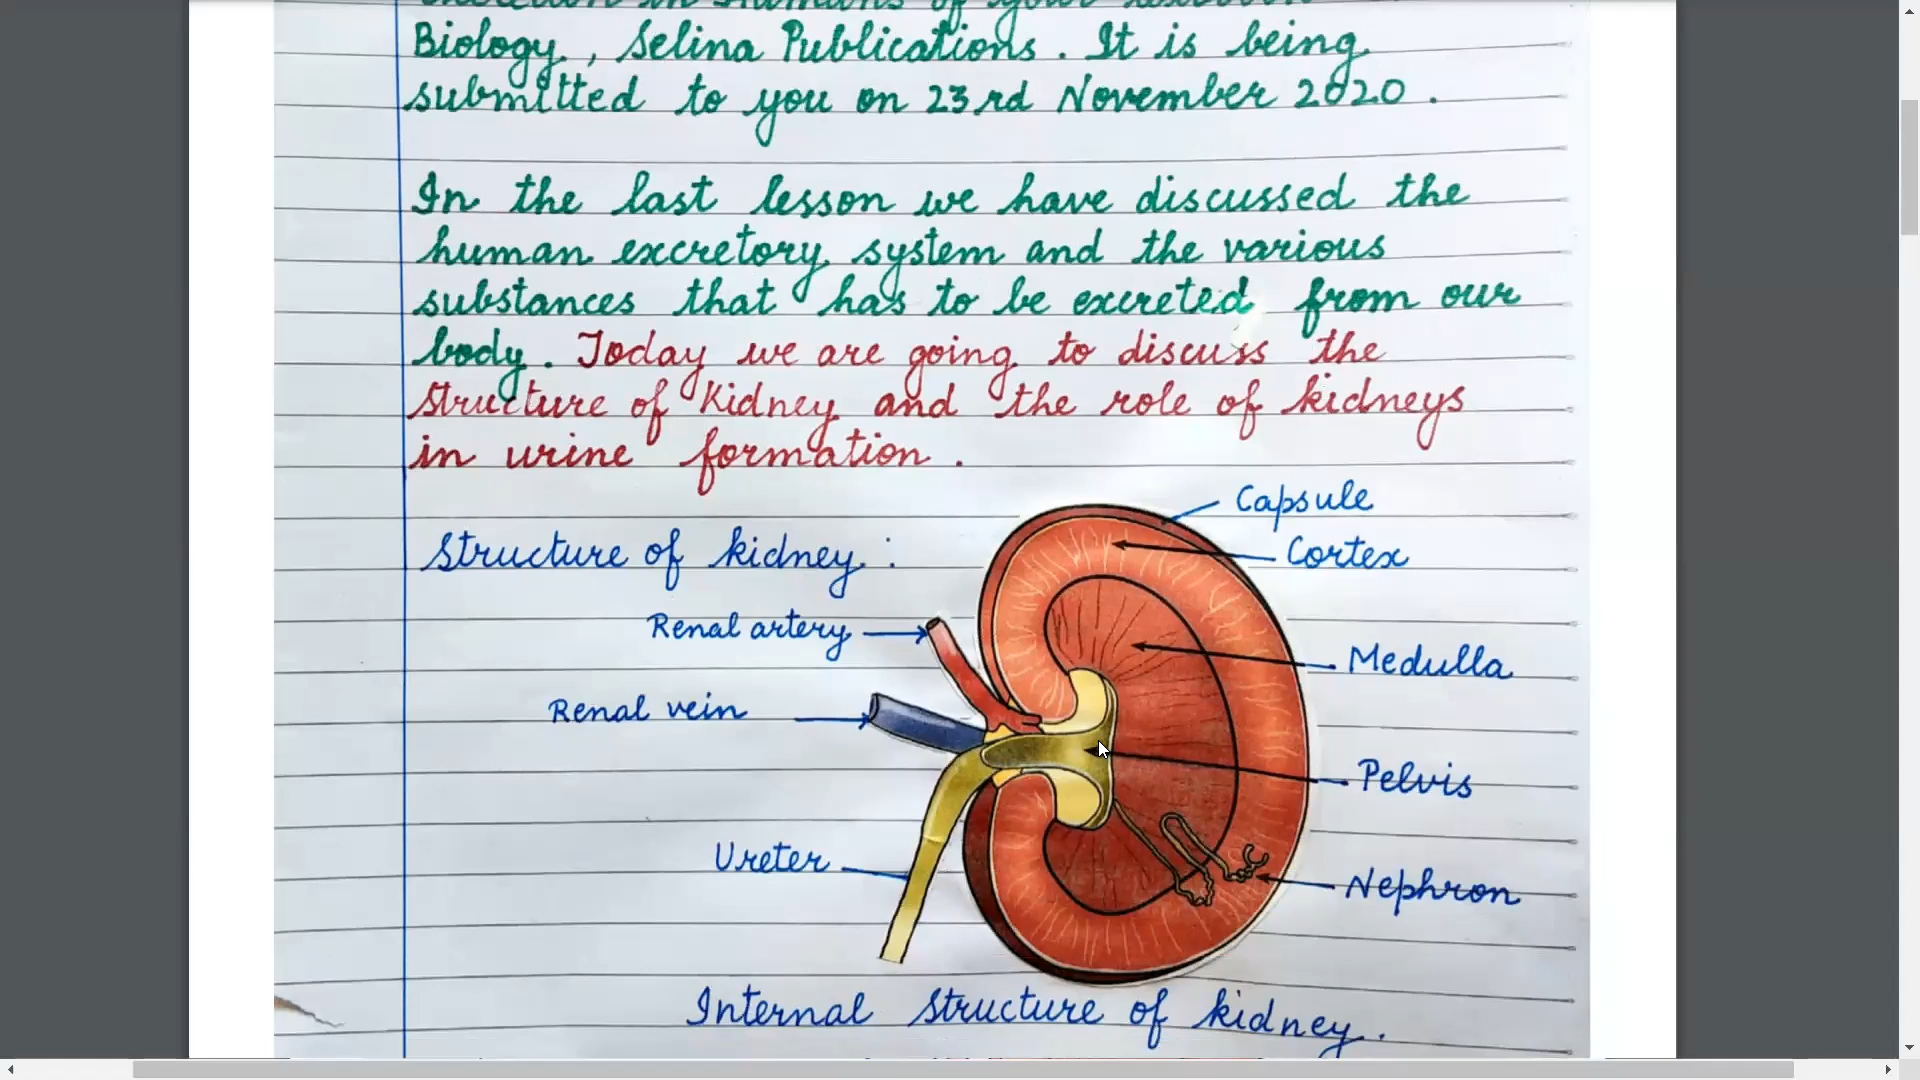 Biology, Selina Publications. It is being
submitted to you on 23rd November 2020.
In the last lesson we have discussed the
human excretory system and the various
substances that has to be excreted from our
body. Today we are going to discuss the
structure of Kidney and the role of kidneys
in urine formation.
Capsule
Structure of kidney:
Cortex
Renal artery
Medulla
Renal vein
Pelvis
Ureter
Nephron
Internal structure of kidney.